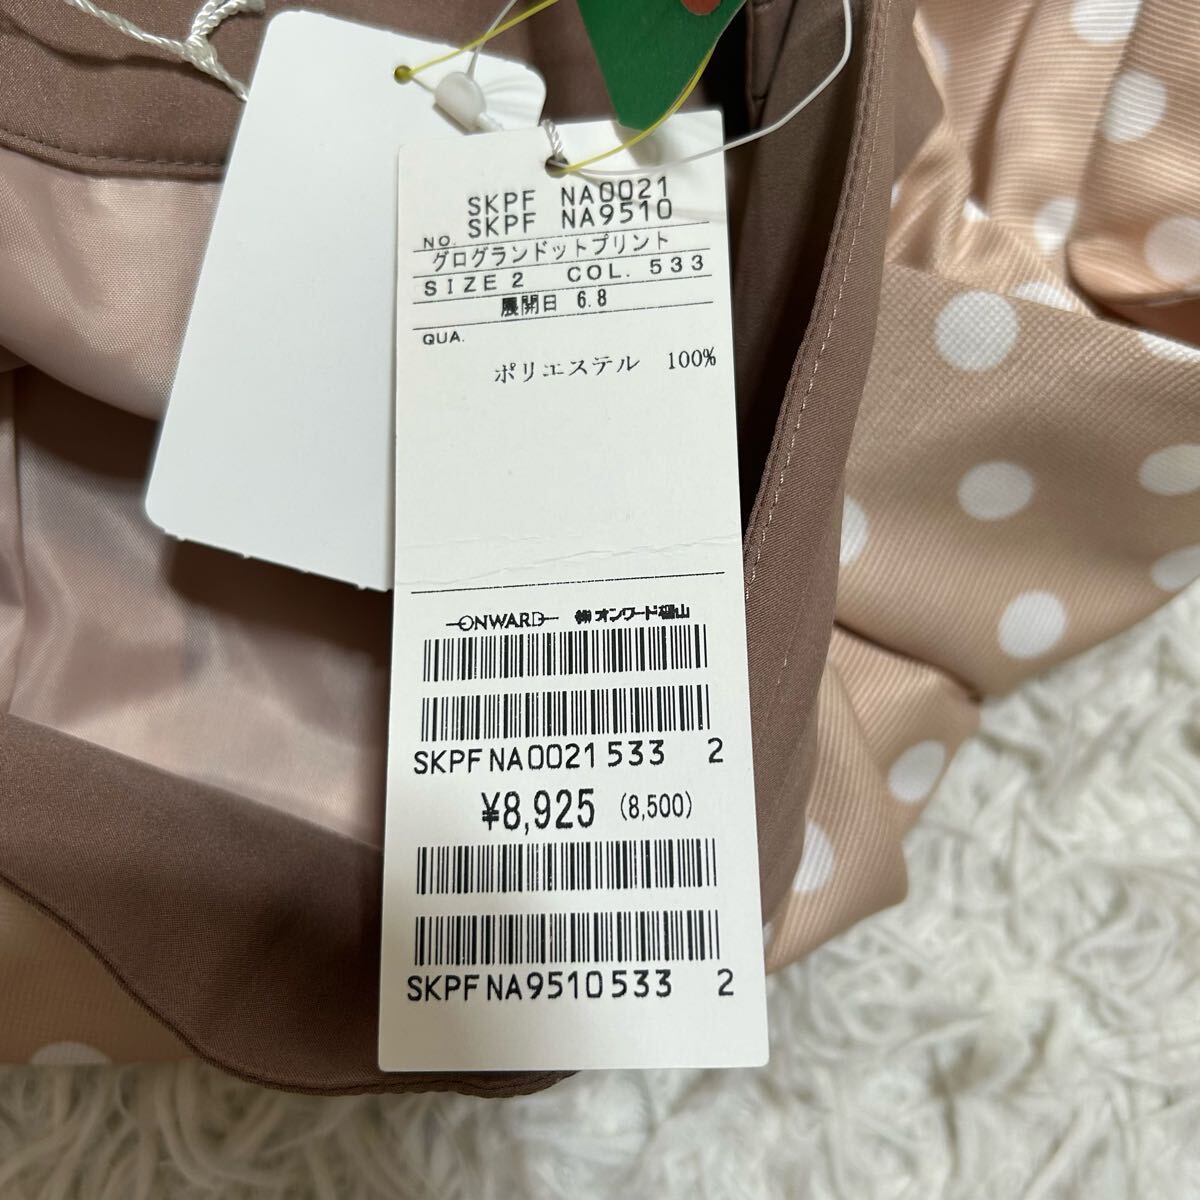 SKPF NA0021
NO. SKPF NA9510
グログランドットプリント
SIZE 2 COL. 533
展開日 6.8
QUA.
ポリエステル 100%
ONWARD ㈱オンワード樫山
SKPF NA0021 533 2
¥8,925 (8,500)
SKPF NA9510 533 2